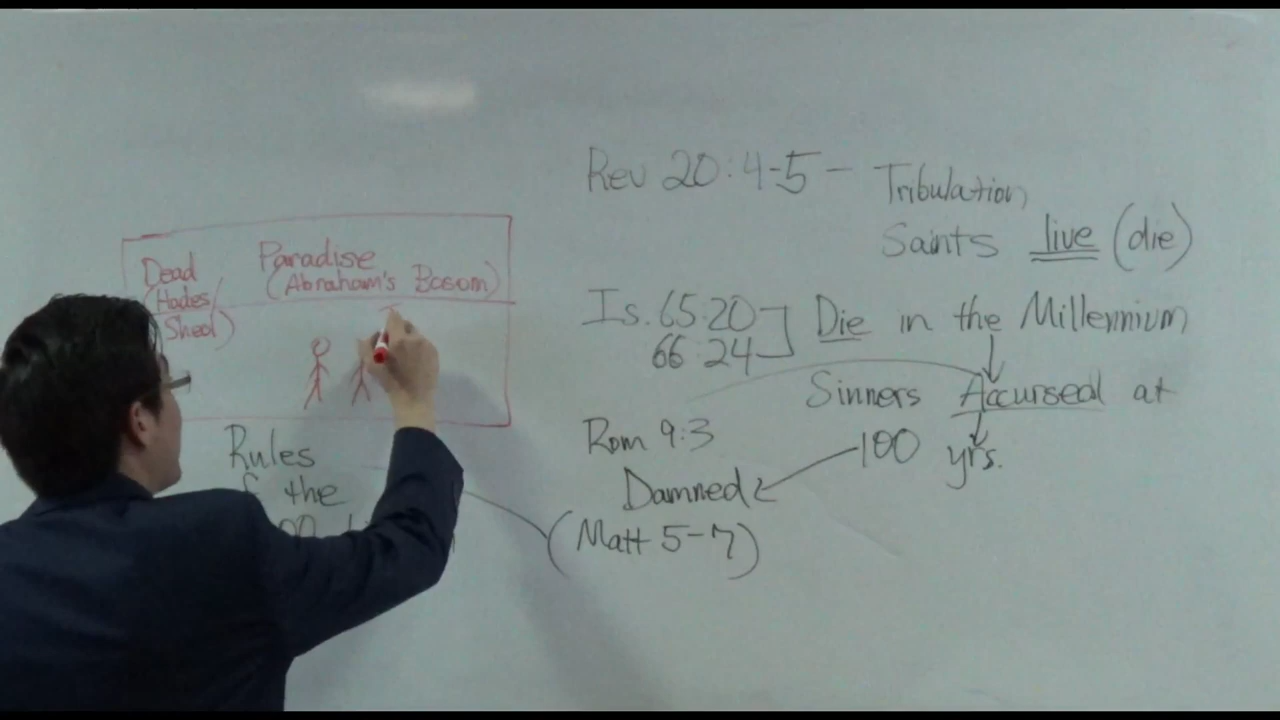 Dead
(Hades/
Sheol)
Paradise
(Abraham's Bosom)
Rules
the
Rev 20:4-5 — Tribulation
Saints live (die)
Is. 65:20
66:24
Die in the Millennium
Sinners Accursed at
100 yrs.
Rom 9:3
Damned
(Matt 5-7)